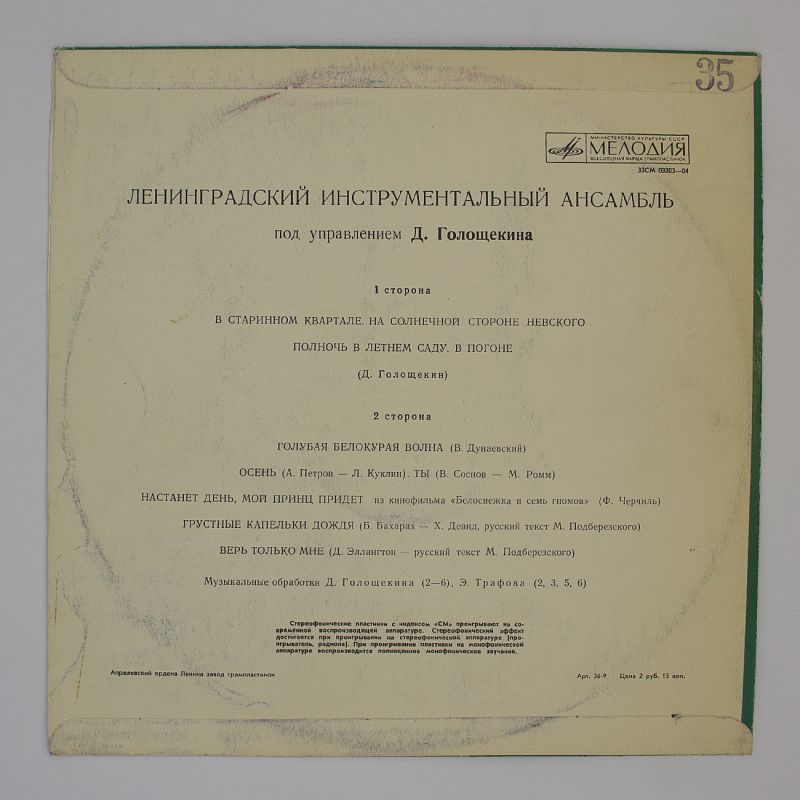 35
МИНИСТЕРСТВО КУЛЬТУРЫ СССР
МЕЛОДИЯ
ВСЕСОЮЗНАЯ ФИРМА ГРАМПЛАСТИНОК
33СМ 03303—04
ЛЕНИНГРАДСКИЙ ИНСТРУМЕНТАЛЬНЫЙ АНСАМБЛЬ
под управлением Д. Голощекина
1 сторона
В СТАРИННОМ КВАРТАЛЕ. НА СОЛНЕЧНОЙ СТОРОНЕ НЕВСКОГО
ПОЛНОЧЬ В ЛЕТНЕМ САДУ. В ПОГОНЕ
(Д. Голощекин)
2 сторона
ГОЛУБАЯ БЕЛОКУРАЯ ВОЛНА (В. Дунаевский)
ОСЕНЬ (А. Петров — Л. Куклин). ТЫ (В. Соснов — М. Ромм)
НАСТАНЕТ ДЕНЬ, МОЙ ПРИНЦ ПРИДЕТ из кинофильма «Белоснежка и семь гномов» (Ф. Черчиль)
ГРУСТНЫЕ КАПЕЛЬКИ ДОЖДЯ (Б. Бахарах — Х. Девид, русский текст М. Подберезского)
ВЕРЬ ТОЛЬКО МНЕ (Д. Эллингтон — русский текст М. Подберезского)
Музыкальные обработки Д. Голощекина (2—6), Э. Трафова (2, 3, 5, 6)
Стереофонические пластинки с индексом «СМ» проигрывают на со-
временной воспроизводящей аппаратуре. Стереофонический эффект
достигается при проигрывании на стереофонической аппаратуре (про-
игрыватель, радиола). При проигрывании пластинки на монофонической
аппаратуре воспроизводится полноценное монофоническое звучание.
Апрелевский ордена Ленина завод грампластинок
Арт. 36-9 Цена 2 руб. 15 коп.